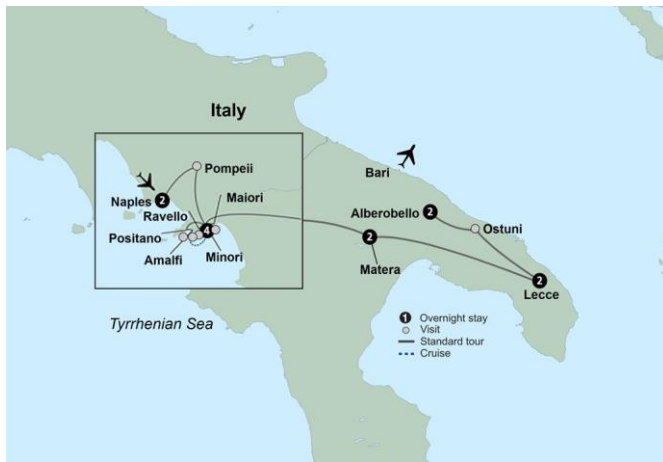 Italy
Pompeii
Bari
Naples
2
Maiori
Ravello
Alberobello
2
Positano
4
Ostuni
2
Amalfi
Minori
Matera
2
Lecce
Tyrrhenian Sea
1 Overnight stay
Visit
Standard tour
Cruise